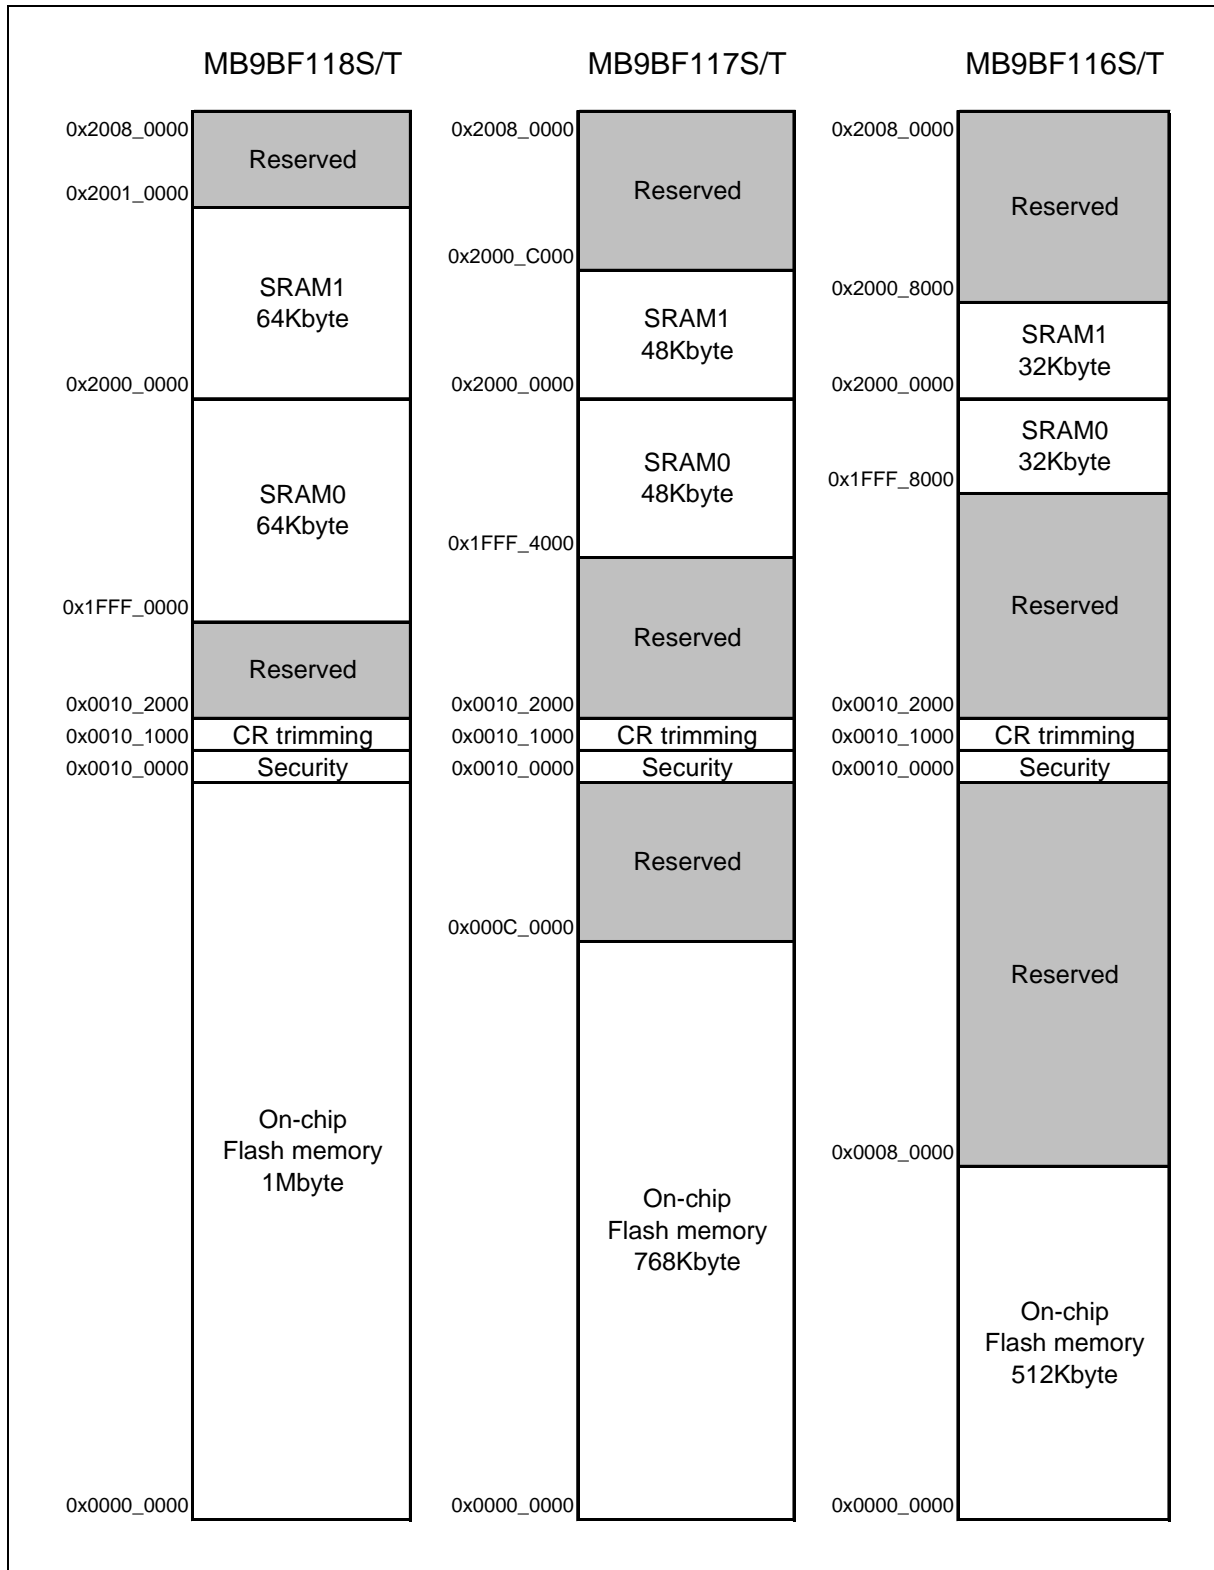 MB9BF118S/T
0x2008_0000
Reserved
0x2001_0000
SRAM1
64Kbyte
0x2000_0000
SRAM0
64Kbyte
0x1FFF_0000
Reserved
0x0010_2000
0x0010_1000
CR trimming
0x0010_0000
Security
On-chip
Flash memory
1Mbyte
0x0000_0000
MB9BF117S/T
0x2008_0000
Reserved
0x2000_C000
SRAM1
48Kbyte
0x2000_0000
SRAM0
48Kbyte
0x1FFF_4000
Reserved
0x0010_2000
0x0010_1000
CR trimming
0x0010_0000
Security
Reserved
0x000C_0000
On-chip
Flash memory
768Kbyte
0x0000_0000
MB9BF116S/T
0x2008_0000
Reserved
0x2000_8000
SRAM1
32Kbyte
0x2000_0000
SRAM0
32Kbyte
0x1FFF_8000
Reserved
0x0010_2000
0x0010_1000
CR trimming
0x0010_0000
Security
Reserved
0x0008_0000
On-chip
Flash memory
512Kbyte
0x0000_0000